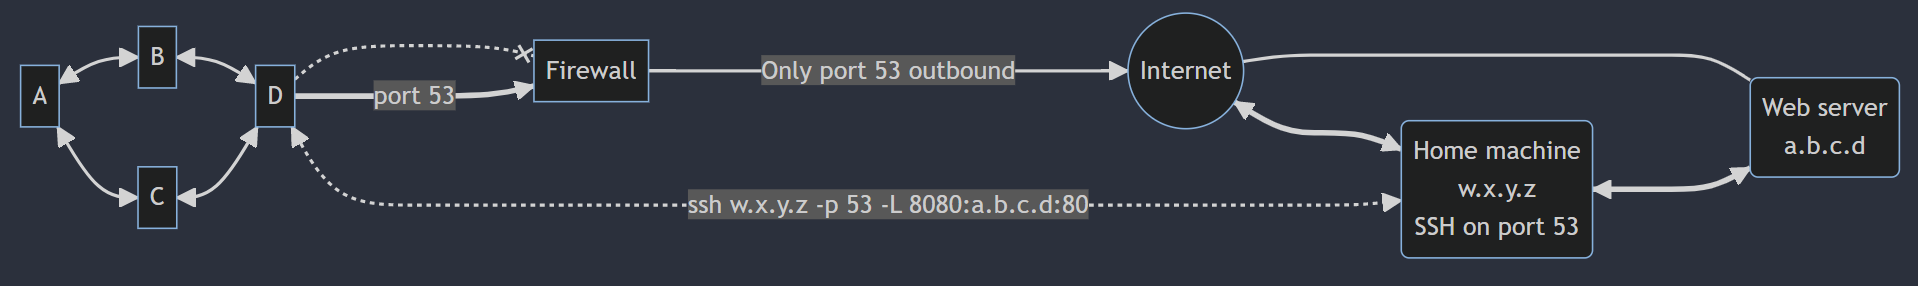 A
B
C
D
port 53
Firewall
Only port 53 outbound
ssh w.x.y.z -p 53 -L 8080:a.b.c.d:80
Internet
Home machine
w.x.y.z
SSH on port 53
Web server
a.b.c.d